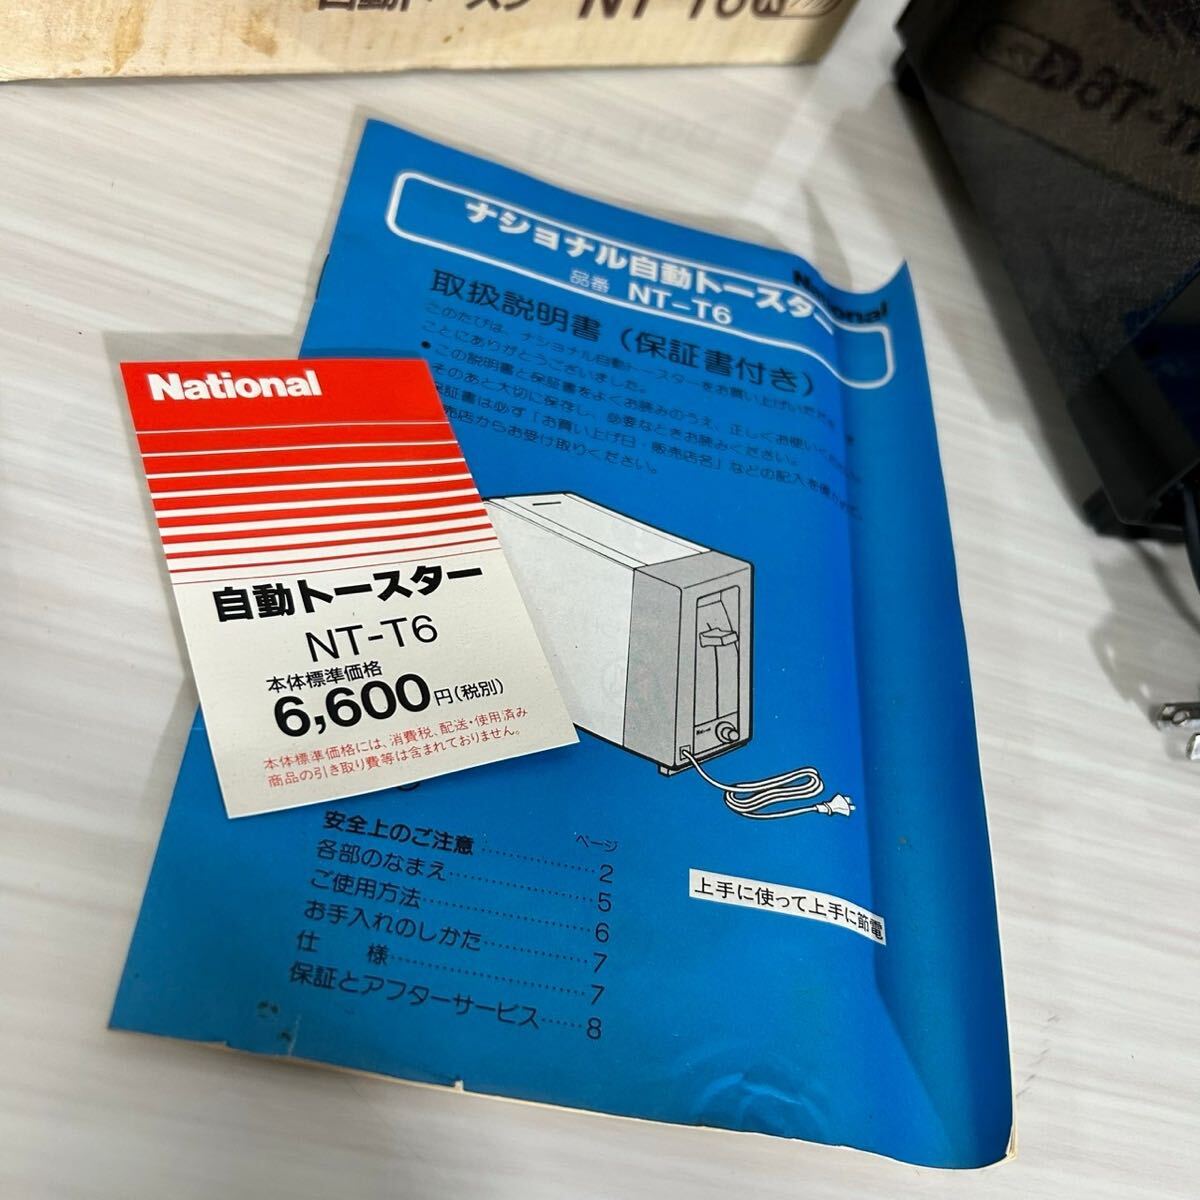 自動トースター NT-T6
National
ナショナル自動トースター
品番 NT-T6
取扱説明書(保証書付き)
このたびは、ナショナル自動トースターをお買い上げいただき
ことにありがとうございました。
●この説明書と保証書をよくお読みのうえ、正しくお使いください。
そのあと大切に保存し、必要なときお読みください。
保証書は必ず「お買い上げ日・販売店名」などの記入を
売店からお受け取りください。
National
自動トースター
NT-T6
本体標準価格
6,600円(税別)
本体標準価格には、消費税、配送・使用済み
商品の引き取り費等は含まれておりません。
ページ
安全上のご注意……………2
各部のなまえ……………5
ご使用方法……………6
お手入れのしかた……………7
仕様……………7
保証とアフターサービス……8
上手に使って上手に節電